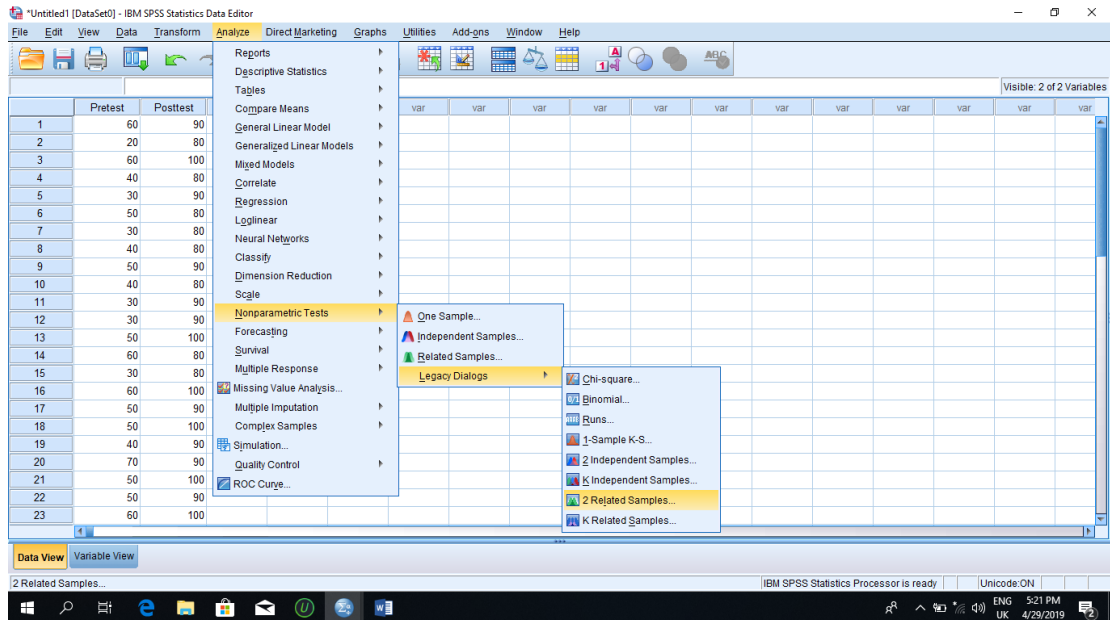 *Untitled1 [DataSet0] - IBM SPSS Statistics Data Editor
File Edit View Data Transform Analyze Direct Marketing Graphs Utilities Add-ons Window Help
Visible: 2 of 2 Variables
Pretest Posttest var var var var var var var var var var var var
1 60 90
2 20 80
3 60 100
4 40 80
5 30 90
6 50 80
7 30 80
8 40 80
9 50 90
10 40 80
11 30 90
12 30 90
13 50 100
14 60 80
15 30 80
16 60 100
17 50 90
18 50 100
19 40 90
20 70 90
21 50 100
22 50 90
23 60 100
Reports
Descriptive Statistics
Tables
Compare Means
General Linear Model
Generalized Linear Models
Mixed Models
Correlate
Regression
Loglinear
Neural Networks
Classify
Dimension Reduction
Scale
Nonparametric Tests
Forecasting
Survival
Multiple Response
Missing Value Analysis...
Multiple Imputation
Complex Samples
Simulation...
Quality Control
ROC Curve...
One Sample...
Independent Samples...
Related Samples...
Legacy Dialogs
Chi-square...
Binomial...
Runs...
1-Sample K-S...
2 Independent Samples...
K Independent Samples...
2 Related Samples...
K Related Samples...
Data View Variable View
2 Related Samples... IBM SPSS Statistics Processor is ready Unicode:ON
ENG 5:21 PM
UK 4/29/2019